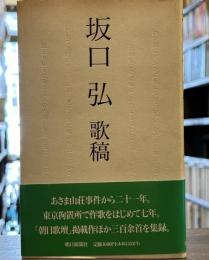 坂口 弘 歌稿
あさま山荘事件から二十一年。
東京拘置所で作歌をはじめて七年。
「朝日歌壇」掲載作ほか三百余首を集録。
朝日新聞社